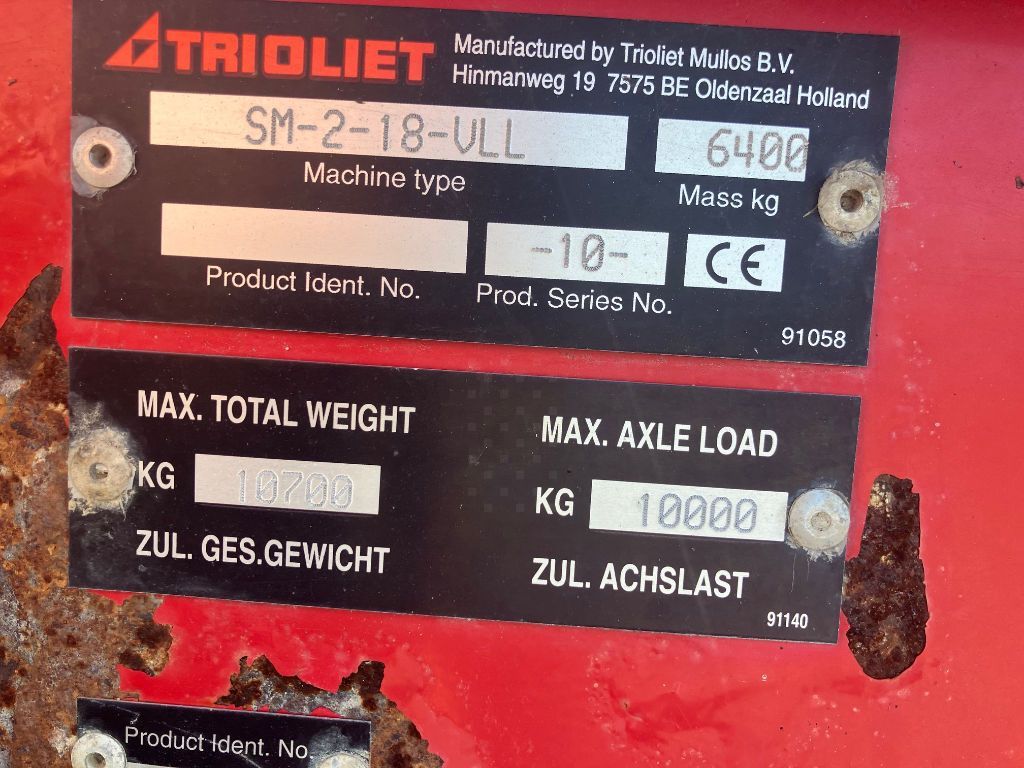 TRIOLIET
Manufactured by Trioliet Mullos B.V.
Hinmanweg 19 7575 BE Oldenzaal Holland
SM-2-18-VLL
6400
Machine type
Mass kg
-10-
CE
Product Ident. No.
Prod. Series No.
91058
MAX. TOTAL WEIGHT
MAX. AXLE LOAD
KG 10700
KG 10000
ZUL. GES.GEWICHT
ZUL. ACHSLAST
91140
Product Ident. No.